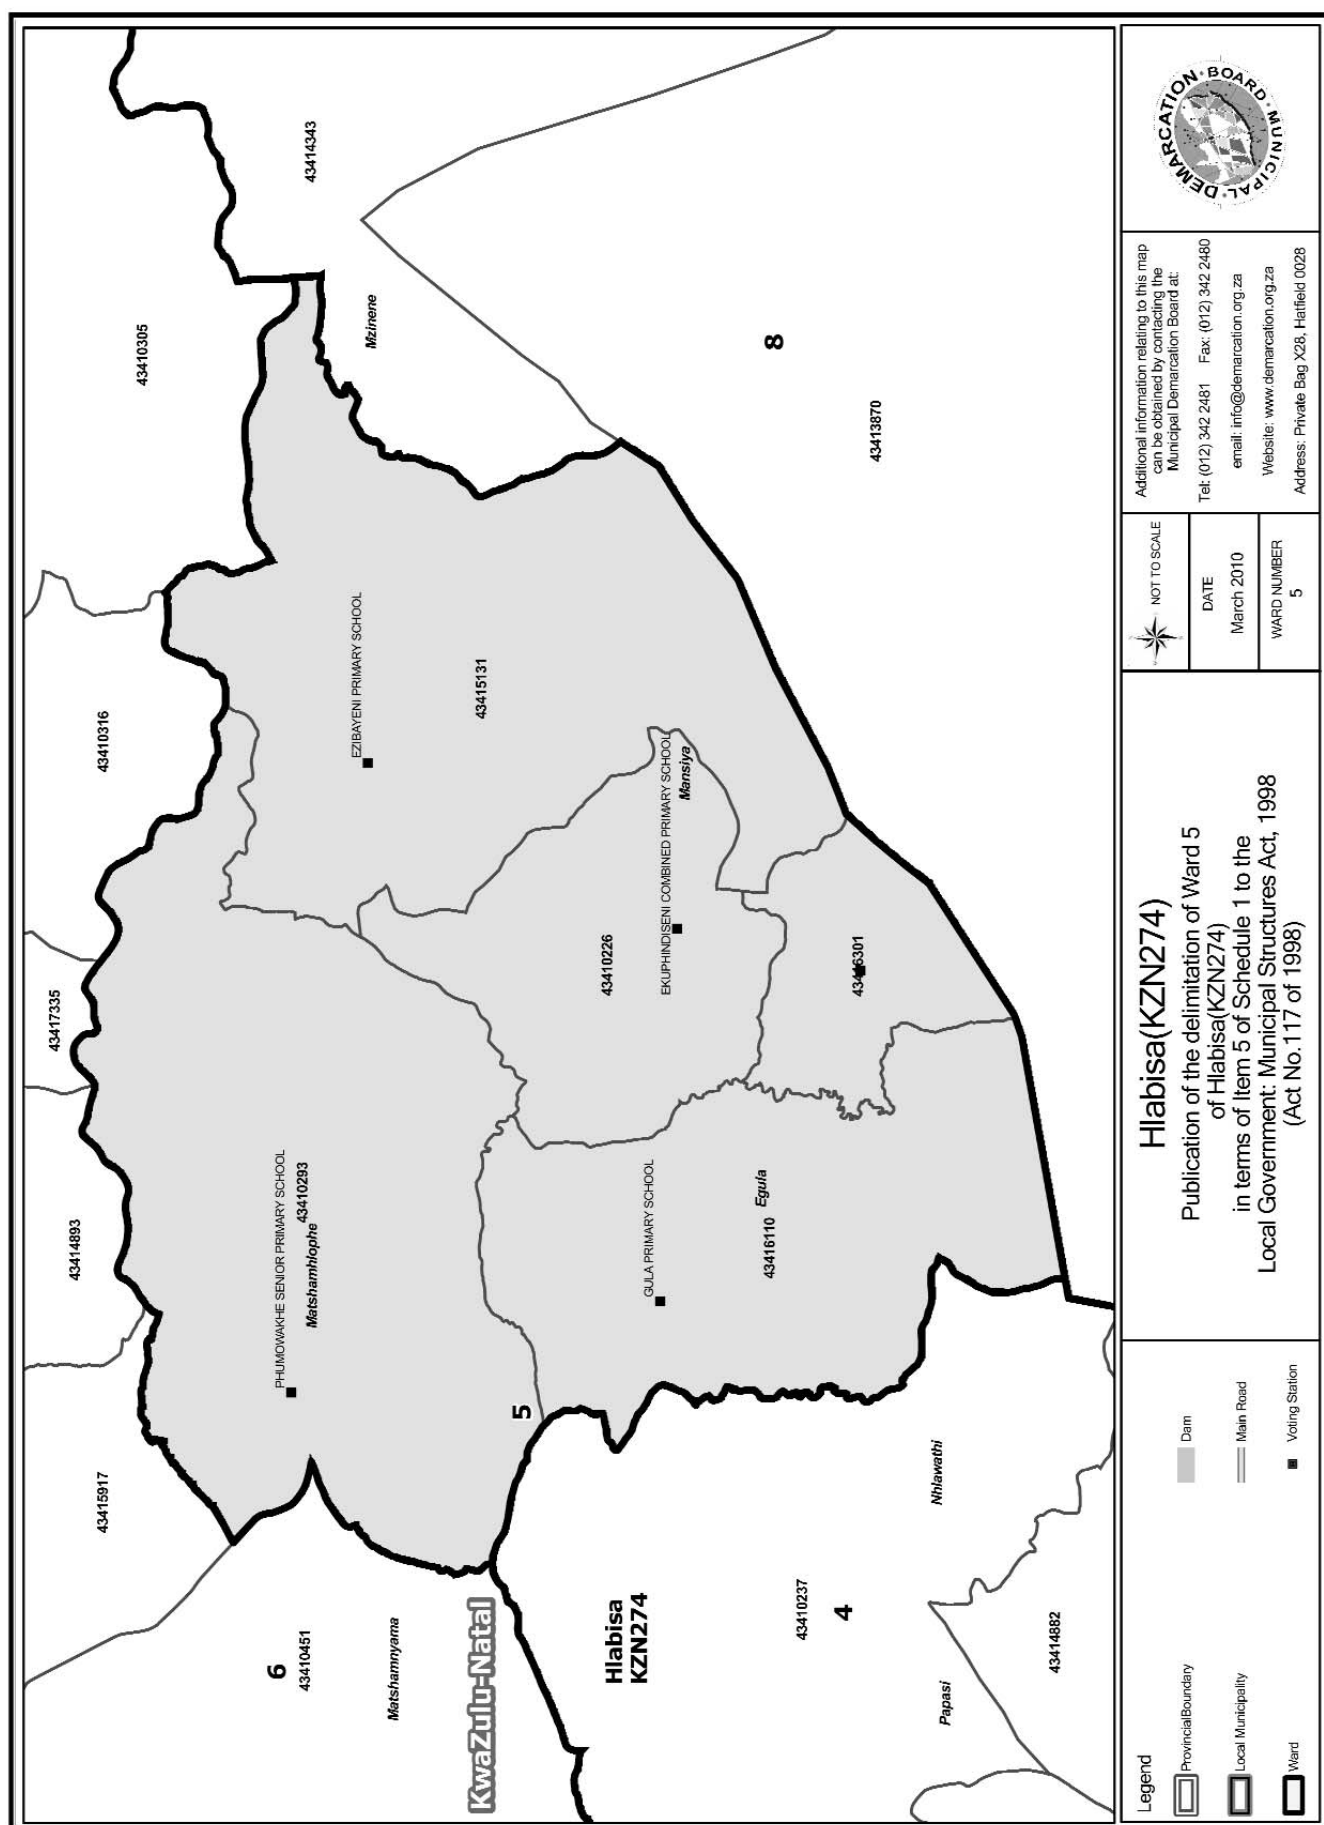 43415917
43414893
43417335
43410316
43410305
43414343
6
43410451
Matshamnyama
PHUMOWAKHE SENIOR PRIMARY SCHOOL
43410293
Matshamhlophe
EZIBAYENI PRIMARY SCHOOL
43415131
Mzinene
KwaZulu-Natal
5
Hlabisa
KZN274
GULA PRIMARY SCHOOL
43410226
EKUPHINDISENI COMBINED PRIMARY SCHOOL
Mansiya
43416110
Egula
8
43413870
43410237
4
43416301
Nhlawathi
Papasi
43414882
Legend
ProvincialBoundary
Local Municipality
Ward
Dam
Main Road
Voting Station
Hlabisa(KZN274)
Publication of the delimitation of Ward 5
of Hlabisa(KZN274)
in terms of Item 5 of Schedule 1 to the
Local Government: Municipal Structures Act, 1998
(Act No.117 of 1998)
NOT TO SCALE
DATE
March 2010
WARD NUMBER
5
Additional information relating to this map
can be obtained by contacting the
Municipal Demarcation Board at:
Tel: (012) 342 2481 Fax: (012) 342 2480
email: info@demarcation.org.za
Website: www.demarcation.org.za
Address: Private Bag X28, Hatfield 0028
MUNICIPAL · DEMARCATION · BOARD ·